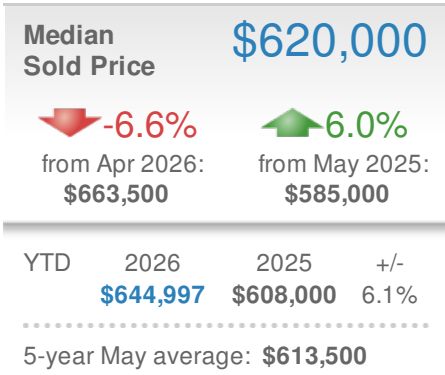 Median
Sold Price
$620,000
-6.6%
from Apr 2026:
$663,500
6.0%
from May 2025:
$585,000
YTD 2026 2025 +/-
$644,997 $608,000 6.1%
5-year May average: $613,500